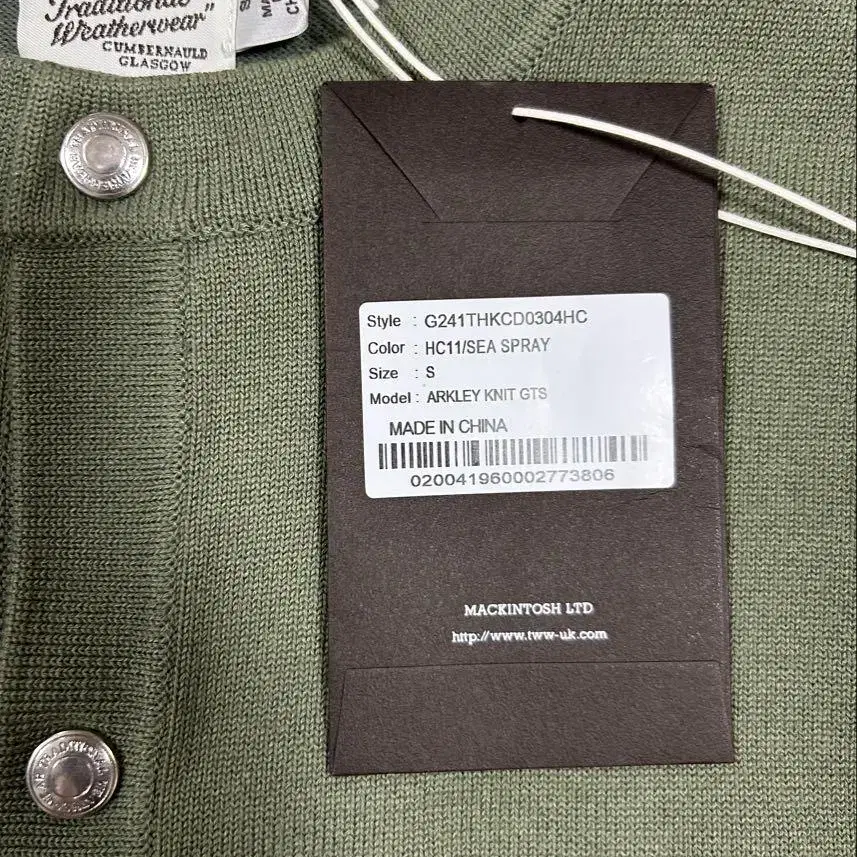 Traditional
Weatherwear"
CUMBERNAULD
GLASGOW
Style : G241THKCD0304HC
Color : HC11/SEA SPRAY
Size : S
Model : ARKLEY KNIT GTS
MADE IN CHINA
020041960002773806
MACKINTOSH LTD
http://www.tww-uk.com